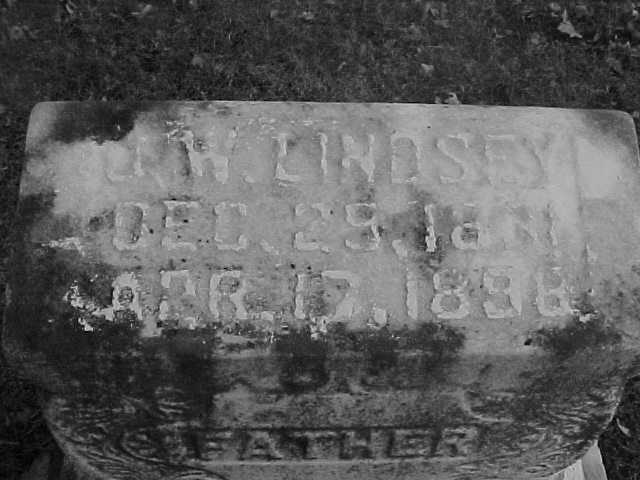 J.W. LINDSEY
DEC. 29,
APR. 17,
FATHER